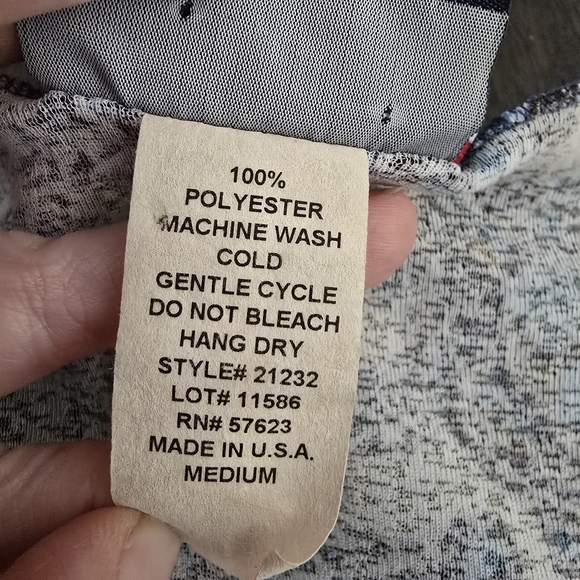 100%
POLYESTER
MACHINE WASH
COLD
GENTLE CYCLE
DO NOT BLEACH
HANG DRY
STYLE# 21232
LOT# 11586
RN# 57623
MADE IN U.S.A.
MEDIUM